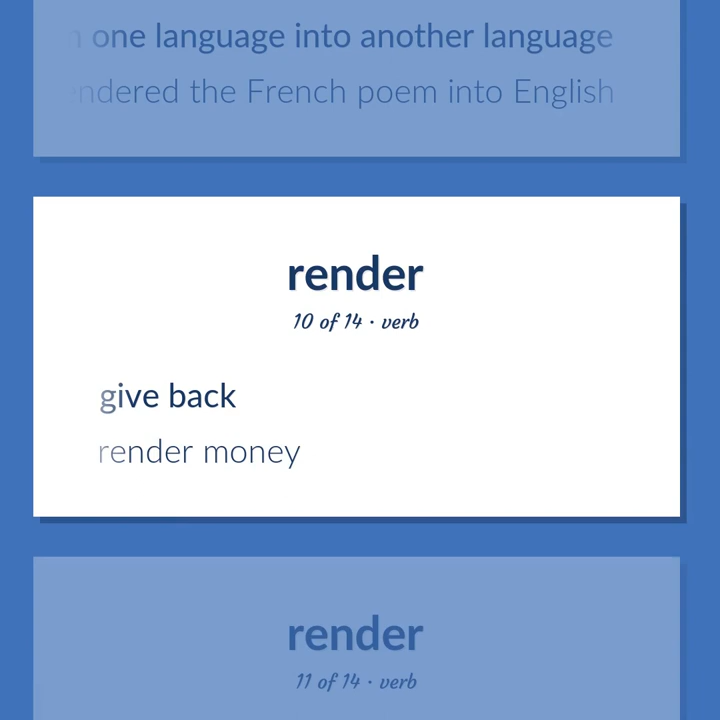 one language into another language
the French poem into English
render
10 of 14 · verb
give back
render money
render
11 of 14 · verb